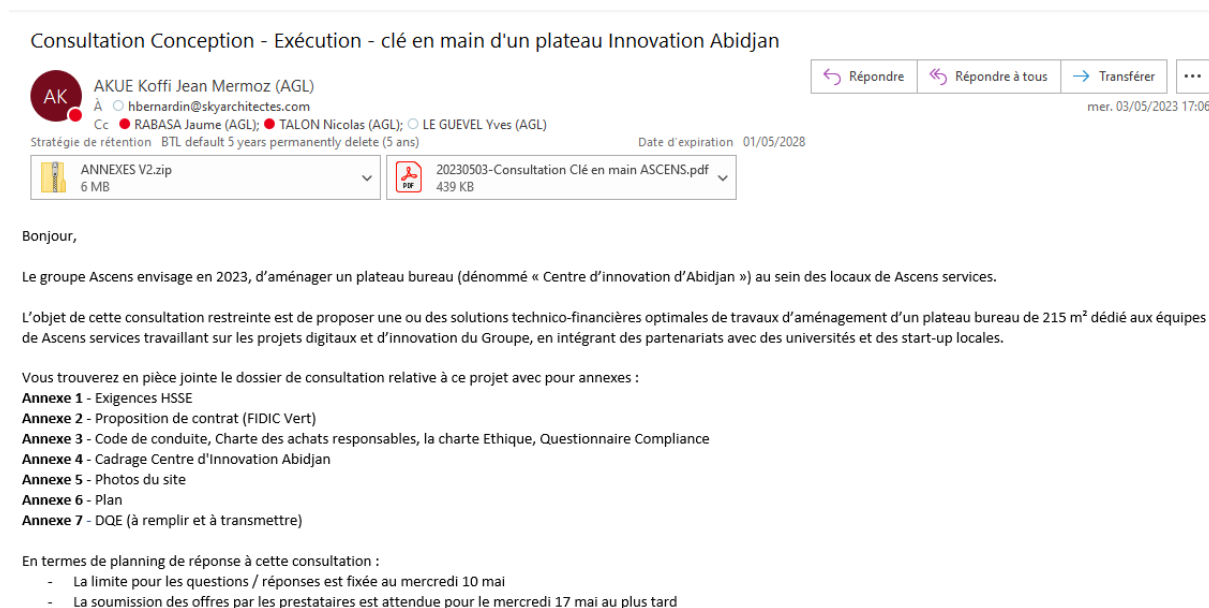 Consultation Conception - Exécution - clé en main d'un plateau Innovation Abidjan
AK
AKUE Koffi Jean Mermoz (AGL)
À hbernardin@skyarchitectes.com
Cc RABASA Jaume (AGL); TALON Nicolas (AGL); LE GUEVEL Yves (AGL)
Répondre
Répondre à tous
Transférer
mer. 03/05/2023 17:06
Stratégie de rétention BTL default 5 years permanently delete (5 ans)
Date d'expiration 01/05/2028
ANNEXES V2.zip
6 MB
PDF
20230503-Consultation Clé en main ASCENS.pdf
439 KB
Bonjour,
Le groupe Ascens envisage en 2023, d'aménager un plateau bureau (dénommé « Centre d'innovation d'Abidjan ») au sein des locaux de Ascens services.
L'objet de cette consultation restreinte est de proposer une ou des solutions technico-financières optimales de travaux d'aménagement d'un plateau bureau de 215 m² dédié aux équipes
de Ascens services travaillant sur les projets digitaux et d'innovation du Groupe, en intégrant des partenariats avec des universités et des start-up locales.
Vous trouverez en pièce jointe le dossier de consultation relative à ce projet avec pour annexes :
Annexe 1 - Exigences HSSE
Annexe 2 - Proposition de contrat (FIDIC Vert)
Annexe 3 - Code de conduite, Charte des achats responsables, la charte Ethique, Questionnaire Compliance
Annexe 4 - Cadrage Centre d'Innovation Abidjan
Annexe 5 - Photos du site
Annexe 6 - Plan
Annexe 7 - DQE (à remplir et à transmettre)
En termes de planning de réponse à cette consultation :
- La limite pour les questions / réponses est fixée au mercredi 10 mai
- La soumission des offres par les prestataires est attendue pour le mercredi 17 mai au plus tard